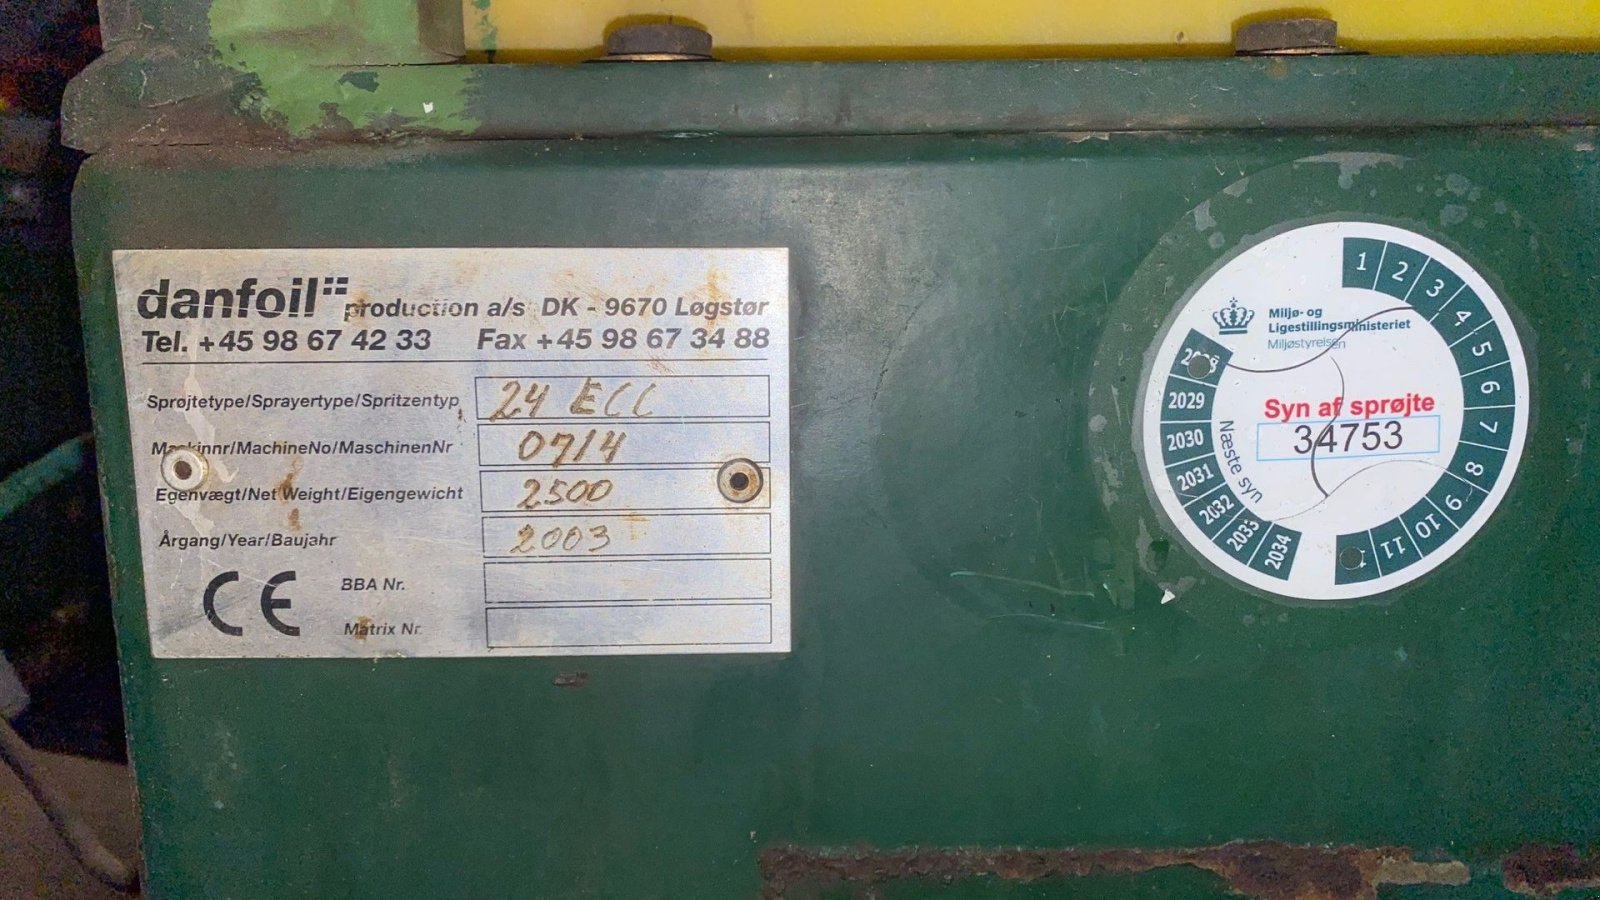 danfoil production a/s DK - 9670 Løgstør
Tel. +45 98 67 42 33 Fax +45 98 67 34 88
Sprøjtetype/Sprayertype/Spritzentyp 24 ECC
Maskinnr/MachineNo/MaschinenNr 0714
Egenvægt/Net Weight/Eigengewicht 2500
Årgang/Year/Baujahr 2003
CE BBA Nr.
Matrix Nr.
Miljø- og
Ligestillingsministeriet
Miljøstyrelsen
Syn af sprøjte
34753
Næste syn
1 2 3 4 5 6 7 8 9 10 11
2028 2029 2030 2031 2032 2033 2034